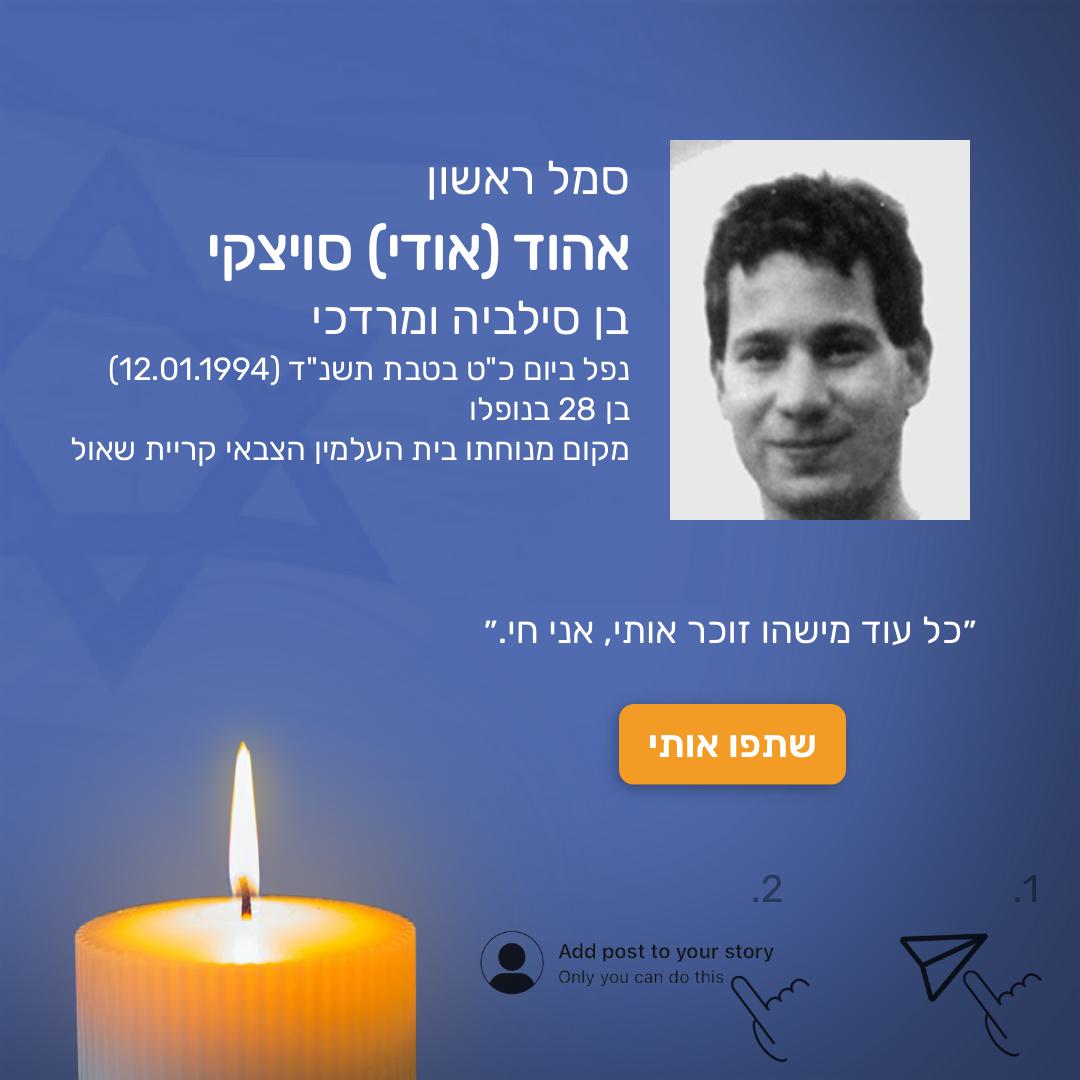 סמל ראשון
אהוד (אודי) סויצקי
בן סילביה ומרדכי
נפל ביום כ"ט בטבת תשנ"ד (12.01.1994)
בן 28 בנופלו
מקום מנוחתו בית העלמין הצבאי קריית שאול
״כל עוד מישהו זוכר אותי, אני חי.״
שתפו אותי
.1
.2
Add post to your story
Only you can do this